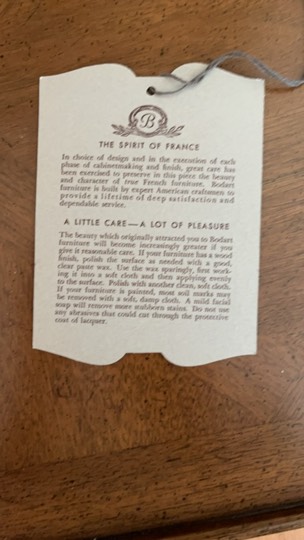 B
THE SPIRIT OF FRANCE
In choice of design and in the execution of each
phase of cabinetmaking and finish, great care has
been exercised to preserve in this piece the beauty
and character of true French furniture. Bodart
furniture is built by expert American craftsmen to
provide a lifetime of deep satisfaction and
dependable service.
A LITTLE CARE—A LOT OF PLEASURE
The beauty which originally attracted you to Bodart
furniture will become increasingly greater if you
give it reasonable care. If your furniture has a wood
finish, polish the surface as needed with a good,
clear paste wax. Use the wax sparingly, first work-
ing it into a soft cloth and then applying evenly
to the surface. Polish with another clean, soft cloth.
If your furniture is painted, most soil marks may
be removed with a soft, damp cloth. A mild facial
soap will remove more stubborn stains. Do not use
any abrasives that could cut through the protective
coat of lacquer.